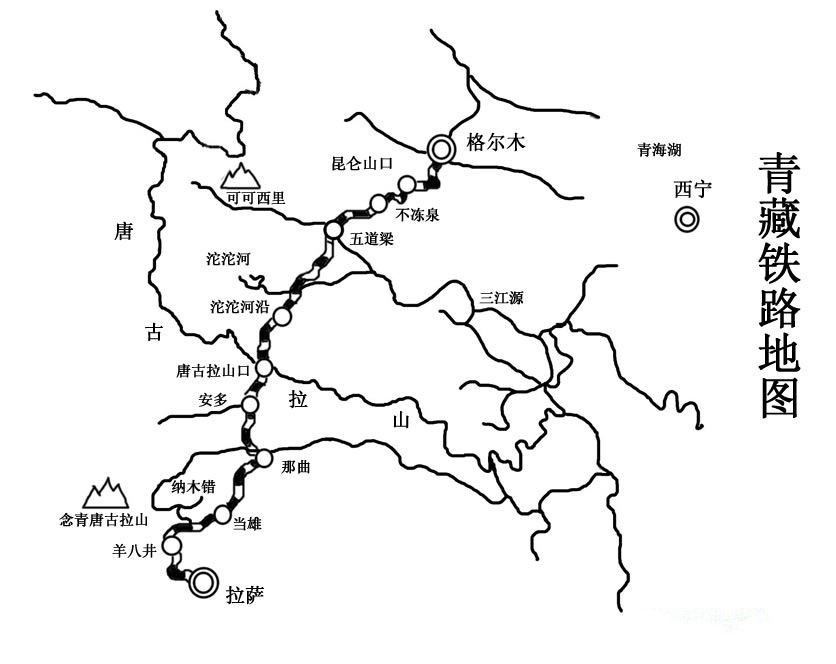 青藏铁路地图
格尔木
青海湖
昆仑山口
西宁
可可西里
不冻泉
唐
五道梁
沱沱河
三江源
沱沱河沿
古
唐古拉山口
安多
拉
山
那曲
纳木错
念青唐古拉山
当雄
羊八井
拉萨